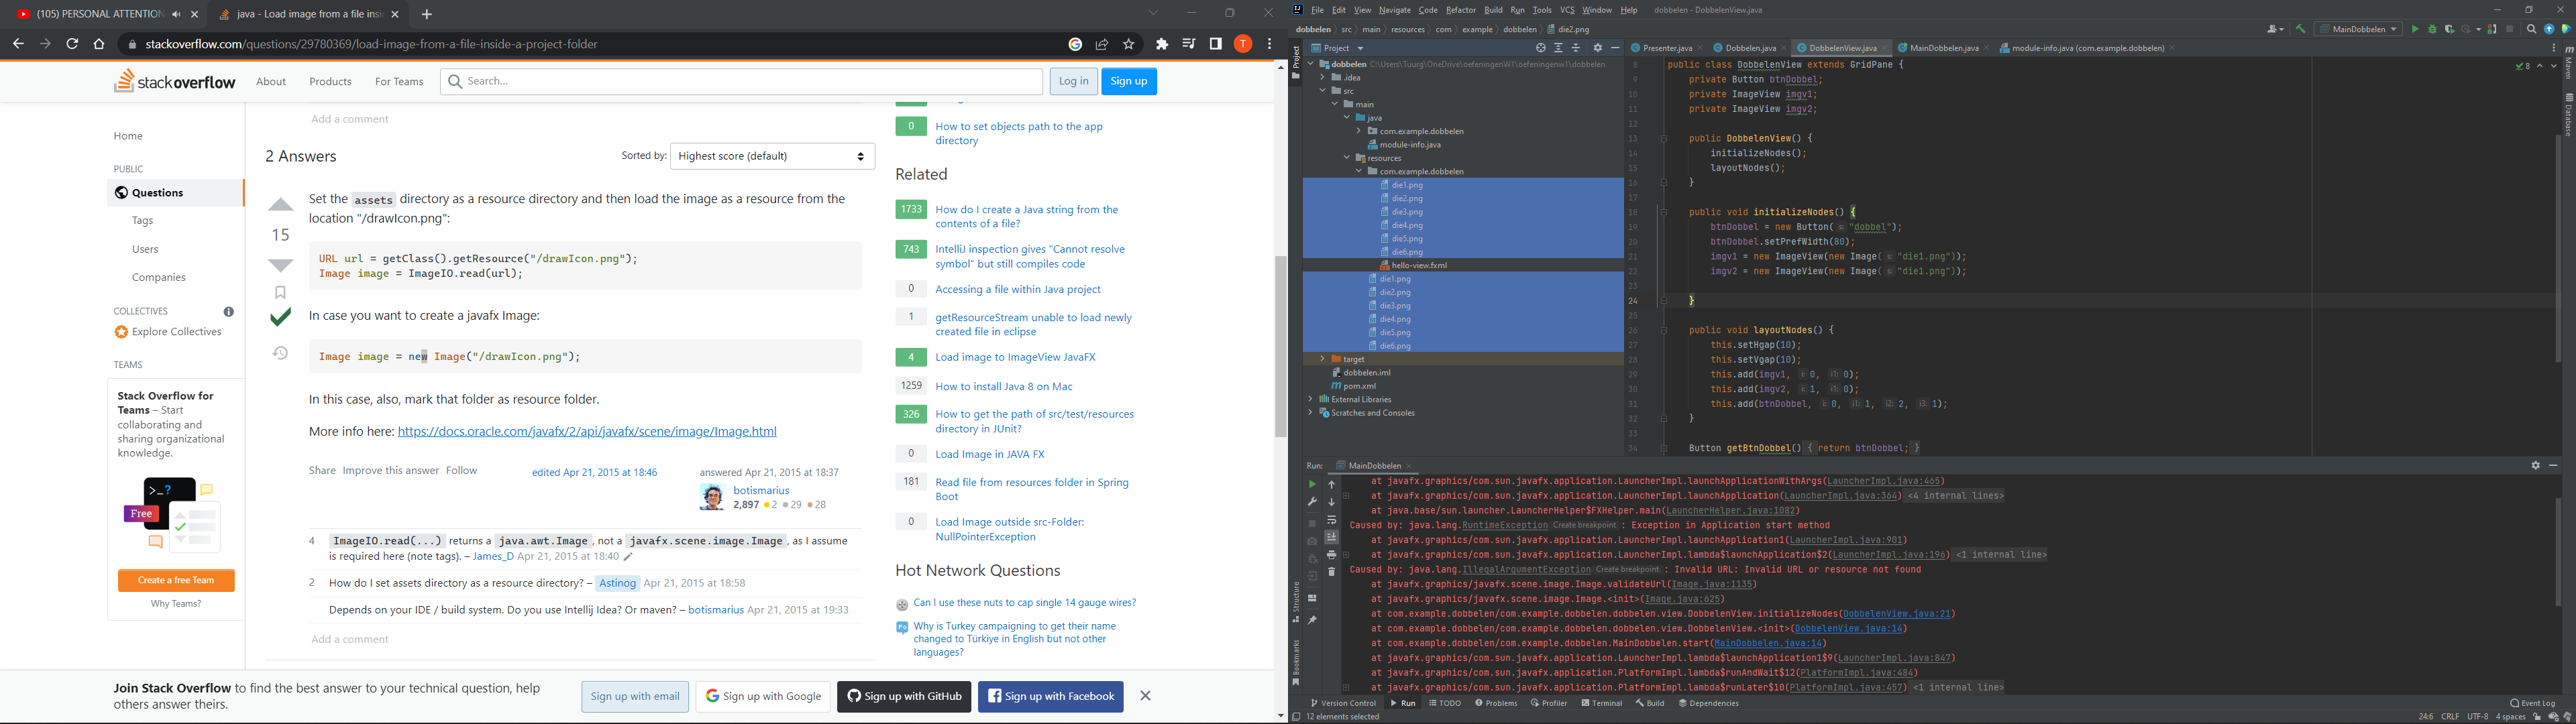 (105) PERSONAL ATTENTION
java - Load image from a file insi
stackoverflow.com/questions/29780369/load-image-from-a-file-inside-a-project-folder
T
stackoverflow
About
Products
For Teams
Search...
Log in
Sign up
Home
PUBLIC
Questions
Tags
Users
Companies
COLLECTIVES
Explore Collectives
TEAMS
Stack Overflow for
Teams – Start
collaborating and
sharing organizational
knowledge.
Free
Create a free Team
Why Teams?
Add a comment
2 Answers
Sorted by:
Highest score (default)
15
Set the assets directory as a resource directory and then load the image as a resource from the
location "/drawIcon.png":
URL url = getClass().getResource("/drawIcon.png");
Image image = ImageIO.read(url);
In case you want to create a javafx Image:
Image image = new Image("/drawIcon.png");
In this case, also, mark that folder as resource folder.
More info here: https://docs.oracle.com/javafx/2/api/javafx/scene/image/Image.html
Share Improve this answer Follow
edited Apr 21, 2015 at 18:46
answered Apr 21, 2015 at 18:37
botismarius
2,897 2 29 28
4 ImageIO.read(...) returns a java.awt.Image, not a javafx.scene.image.Image, as I assume
is required here (note tags). – James_D Apr 21, 2015 at 18:40
2 How do I set assets directory as a resource directory? – Astinog Apr 21, 2015 at 18:58
Depends on your IDE / build system. Do you use Intellij Idea? Or maven? – botismarius Apr 21, 2015 at 19:33
Add a comment
0 How to set objects path to the app
directory
Related
1733 How do I create a Java string from the
contents of a file?
743 IntelliJ inspection gives "Cannot resolve
symbol" but still compiles code
0 Accessing a file within Java project
1 getResourceStream unable to load newly
created file in eclipse
4 Load image to ImageView JavaFX
1259 How to install Java 8 on Mac
326 How to get the path of src/test/resources
directory in JUnit?
0 Load Image in JAVA FX
181 Read file from resources folder in Spring
Boot
0 Load Image outside src-Folder:
NullPointerException
Hot Network Questions
Can I use these nuts to cap single 14 gauge wires?
Why is Turkey campaigning to get their name
changed to Türkiye in English but not other
languages?
Join Stack Overflow to find the best answer to your technical question, help
others answer theirs.
Sign up with email
Sign up with Google
Sign up with GitHub
Sign up with Facebook
File Edit View Navigate Code Refactor Build Run Tools VCS Window Help dobbelen - DobbelenView.java
dobbelen src main resources com example dobbelen die2.png
MainDobbelen
Project
Presenter.java
Dobbelen.java
DobbelenView.java
MainDobbelen.java
module-info.java (com.example.dobbelen)
Project
dobbelen C:\Users\Tuurg\OneDrive\oefeningenW1\oefeningenw1\dobbelen
.idea
src
main
java
com.example.dobbelen
module-info.java
resources
com.example.dobbelen
die1.png
die2.png
die3.png
die4.png
die5.png
die6.png
hello-view.fxml
die1.png
die2.png
die3.png
die4.png
die5.png
die6.png
target
dobbelen.iml
pom.xml
External Libraries
Scratches and Consoles
8 public class DobbelenView extends GridPane {
9 private Button btnDobbel;
10 private ImageView imgv1;
11 private ImageView imgv2;
12
13 public DobbelenView() {
14 initializeNodes();
15 layoutNodes();
16 }
17
18 public void initializeNodes() {
19 btnDobbel = new Button( s: "dobbel");
20 btnDobbel.setPrefWidth(80);
21 imgv1 = new ImageView(new Image( s: "die1.png"));
22 imgv2 = new ImageView(new Image( s: "die1.png"));
23
24 }
25
26 public void layoutNodes() {
27 this.setHgap(10);
28 this.setVgap(10);
29 this.add(imgv1, i: 0, i1: 0);
30 this.add(imgv2, i: 1, i1: 0);
31 this.add(btnDobbel, i: 0, i1: 1, i2: 2, i3: 1);
32 }
33
34 Button getBtnDobbel() { return btnDobbel; }
8
Maven
Database
Run: MainDobbelen
at javafx.graphics/com.sun.javafx.application.LauncherImpl.launchApplicationWithArgs(LauncherImpl.java:465)
at javafx.graphics/com.sun.javafx.application.LauncherImpl.launchApplication(LauncherImpl.java:364) <4 internal lines>
at java.base/sun.launcher.LauncherHelper$FXHelper.main(LauncherHelper.java:1082)
Caused by: java.lang.RuntimeException Create breakpoint : Exception in Application start method
at javafx.graphics/com.sun.javafx.application.LauncherImpl.launchApplication1(LauncherImpl.java:901)
at javafx.graphics/com.sun.javafx.application.LauncherImpl.lambda$launchApplication$2(LauncherImpl.java:196) <1 internal line>
Caused by: java.lang.IllegalArgumentException Create breakpoint : Invalid URL: Invalid URL or resource not found
at javafx.graphics/javafx.scene.image.Image.validateUrl(Image.java:1135)
at javafx.graphics/javafx.scene.image.Image.<init>(Image.java:625)
at com.example.dobbelen/com.example.dobbelen.dobbelen.view.DobbelenView.initializeNodes(DobbelenView.java:21)
at com.example.dobbelen/com.example.dobbelen.dobbelen.view.DobbelenView.<init>(DobbelenView.java:14)
at com.example.dobbelen/com.example.dobbelen.MainDobbelen.start(MainDobbelen.java:14)
at javafx.graphics/com.sun.javafx.application.LauncherImpl.lambda$launchApplication1$9(LauncherImpl.java:847)
at javafx.graphics/com.sun.javafx.application.PlatformImpl.lambda$runAndWait$12(PlatformImpl.java:484)
at javafx.graphics/com.sun.javafx.application.PlatformImpl.lambda$runLater$10(PlatformImpl.java:457) <1 internal line>
Structure
Bookmarks
Version Control Run TODO Problems Profiler Terminal Build Dependencies
Event Log
12 elements selected
24:6 CRLF UTF-8 4 spaces